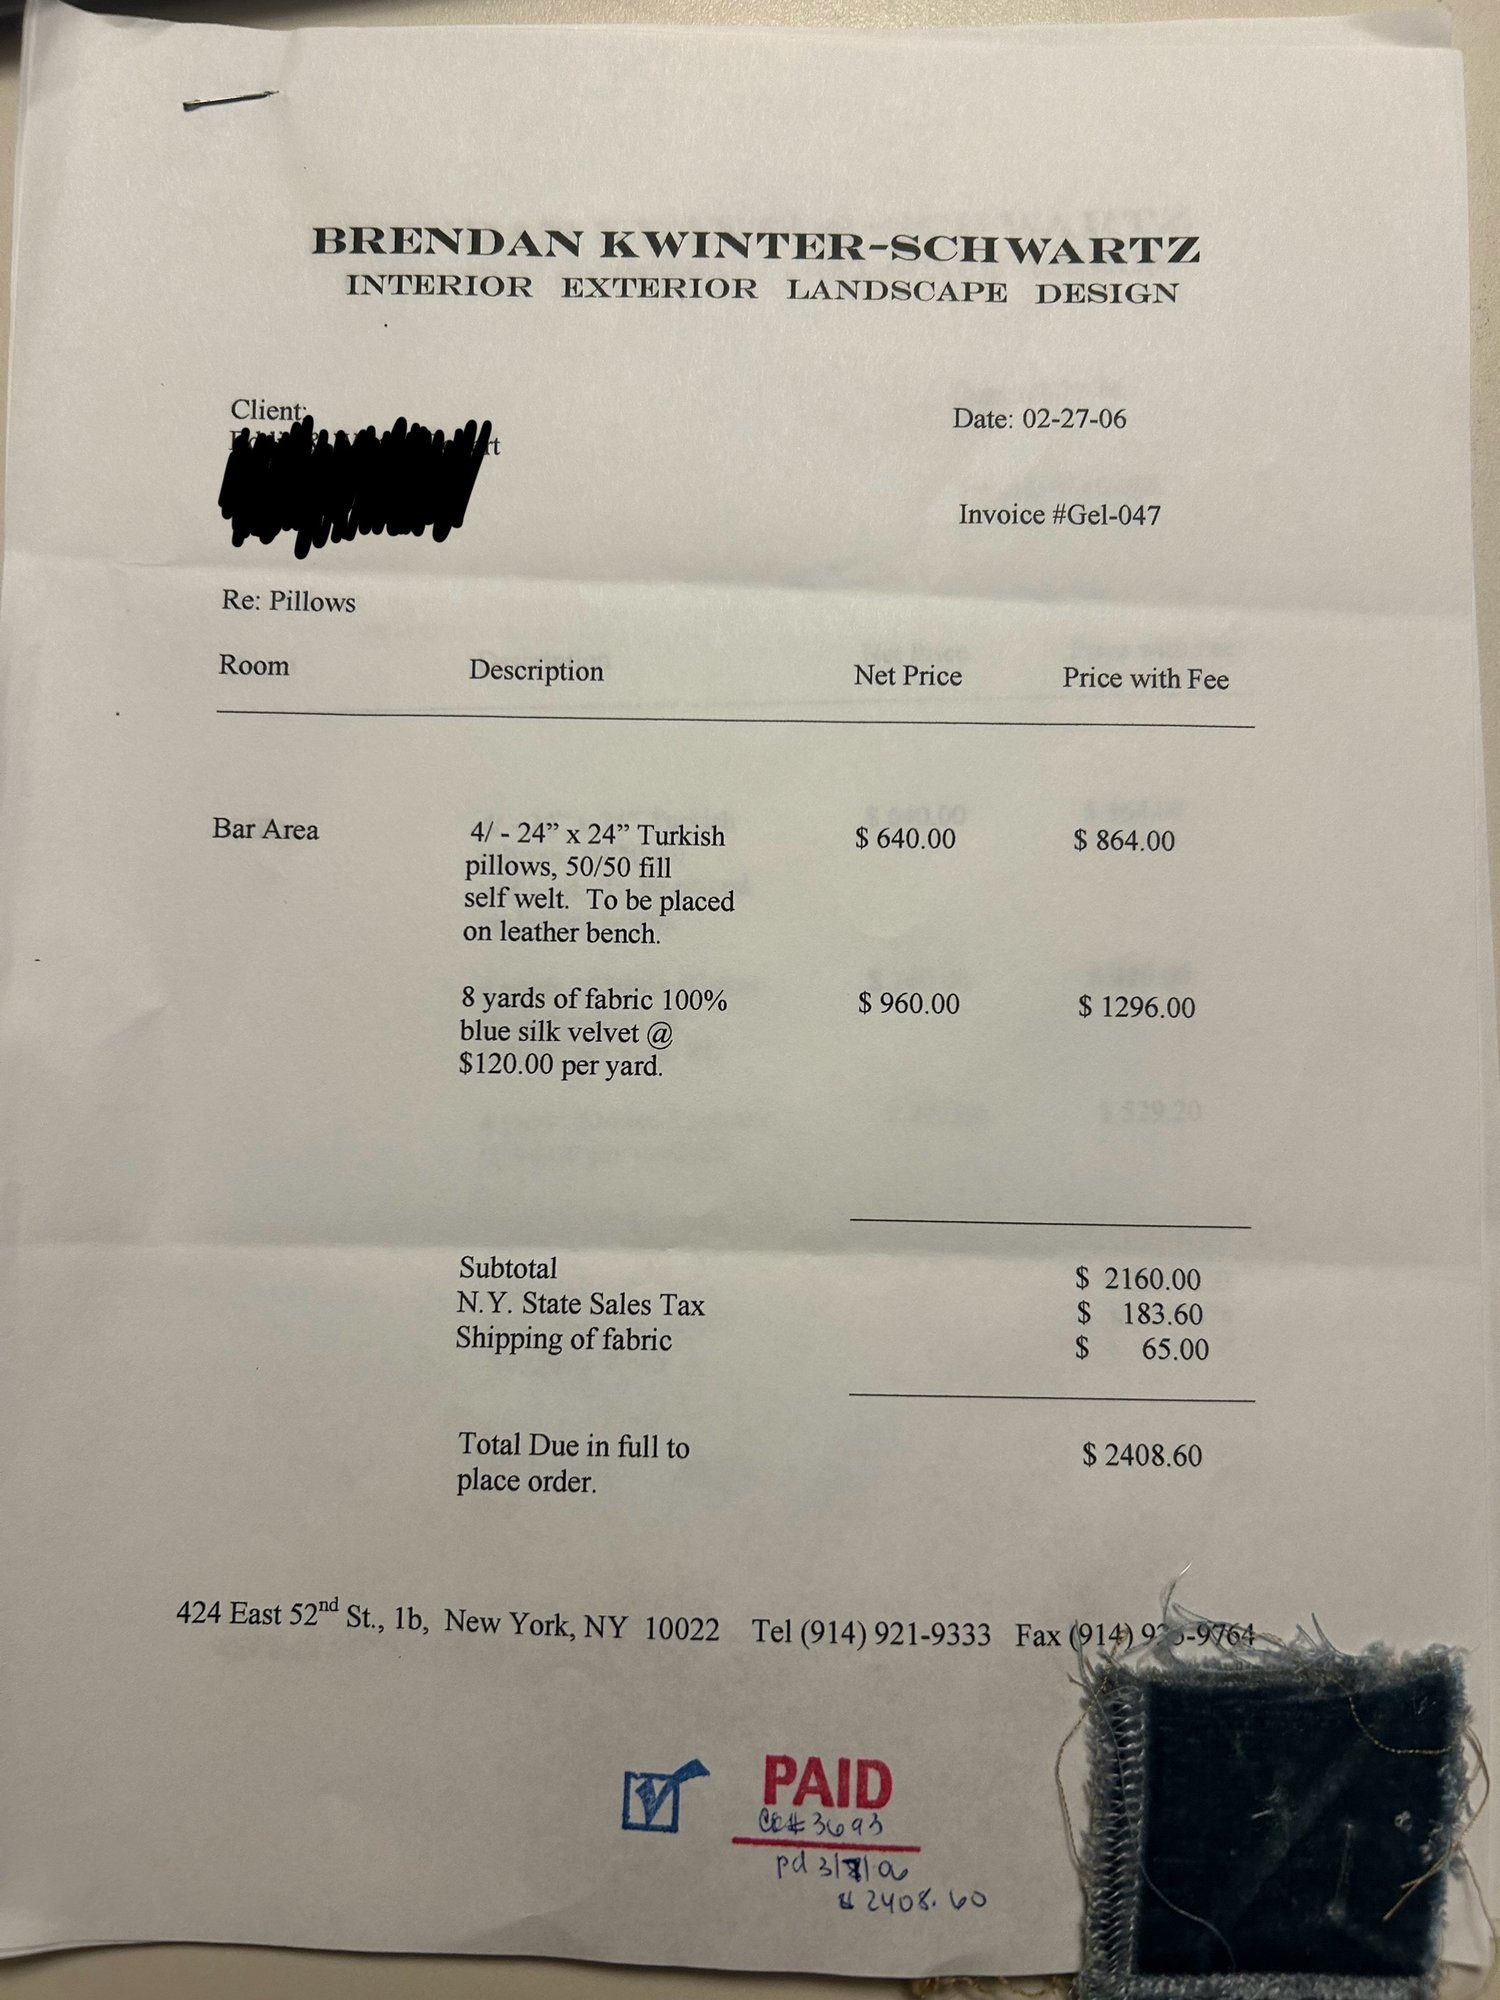 BRENDAN KWINTER-SCHWARTZ
INTERIOR EXTERIOR LANDSCAPE DESIGN
Client:
Date: 02-27-06
Invoice #Gel-047
Re: Pillows
Room Description Net Price Price with Fee
Bar Area 4/ - 24” x 24” Turkish $ 640.00 $ 864.00
pillows, 50/50 fill
self welt. To be placed
on leather bench.
8 yards of fabric 100% $ 960.00 $ 1296.00
blue silk velvet @
$120.00 per yard.
$ 529.20
Subtotal $ 2160.00
N.Y. State Sales Tax $ 183.60
Shipping of fabric $ 65.00
Total Due in full to $ 2408.60
place order.
424 East 52nd St., 1b, New York, NY 10022 Tel (914) 921-9333 Fax (914) -9764
PAID
3693
pd
$ 2408.60